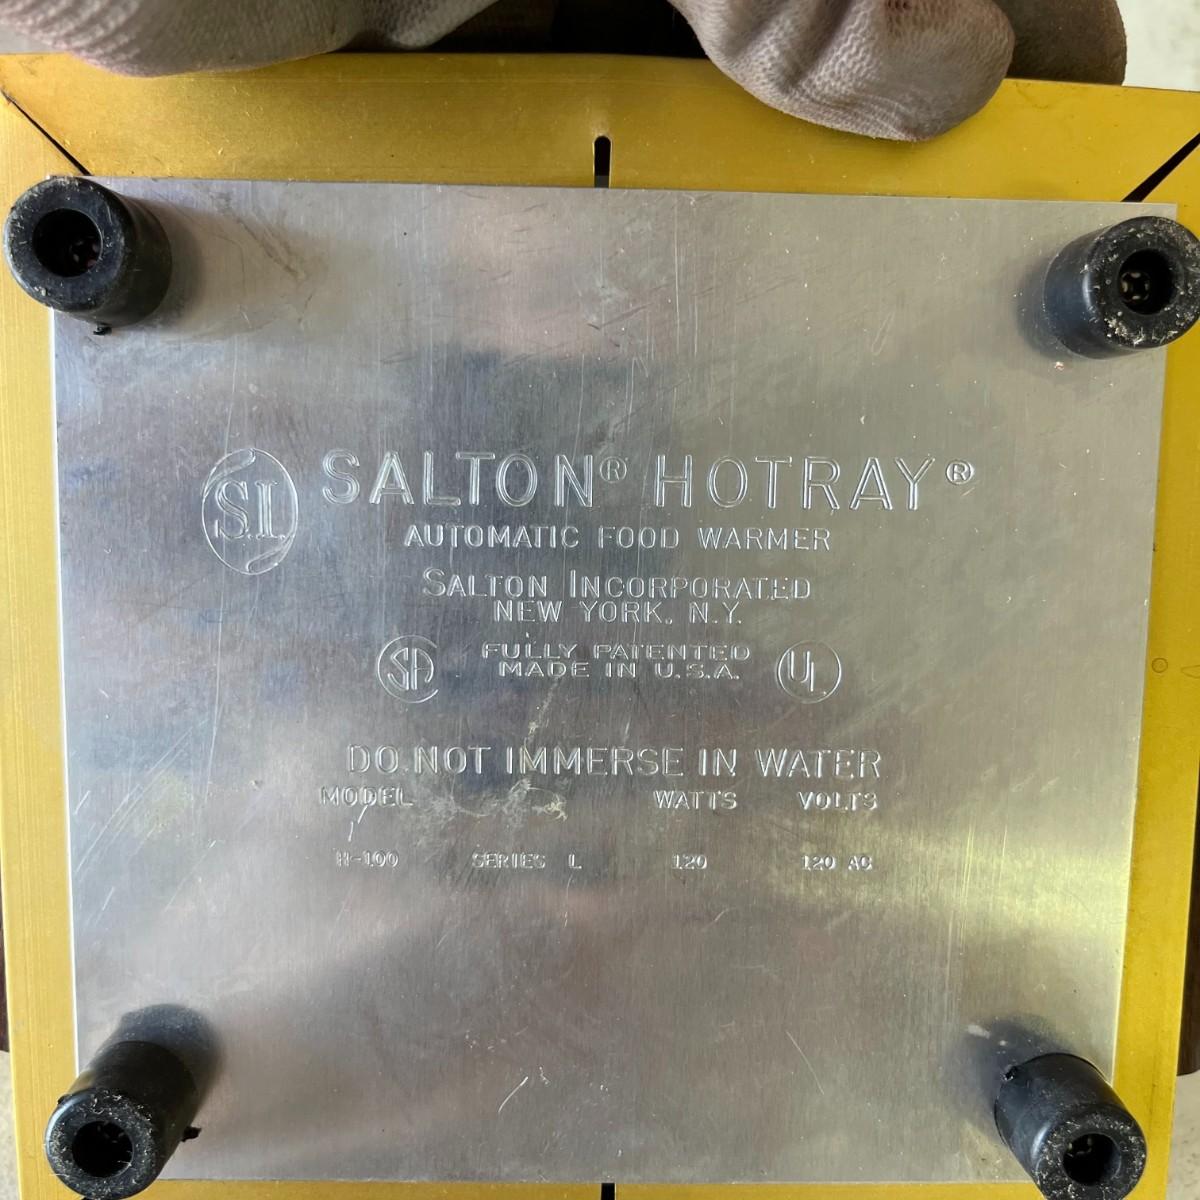 S.I.
SALTON® HOTRAY®
AUTOMATIC FOOD WARMER
SALTON INCORPORATED
NEW YORK, N.Y.
SA FULLY PATENTED UL
MADE IN U.S.A.
DO NOT IMMERSE IN WATER
MODEL WATTS VOLTS
H-100 SERIES L 120 120 AC